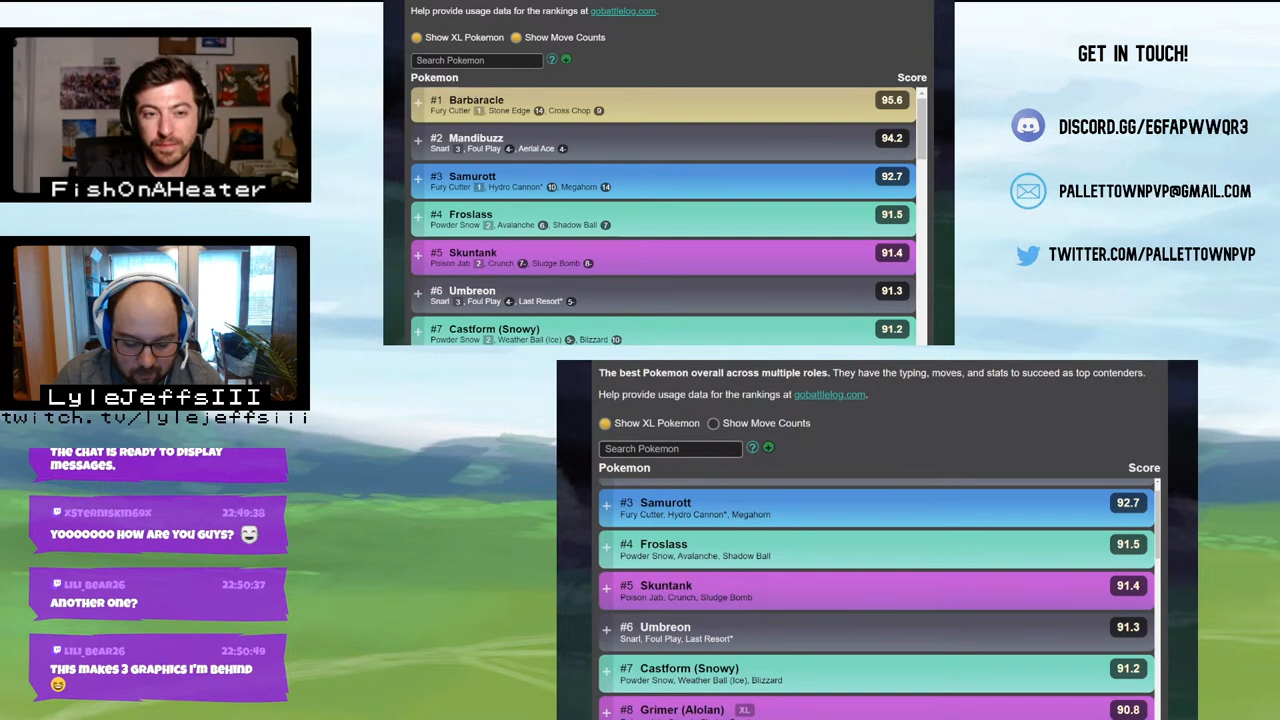 Help provide usage data for the rankings at gobattlelog.com.
Show XL Pokemon Show Move Counts
Search Pokemon ?
Pokemon Score
#1 Barbaracle 95.6
Fury Cutter 1, Stone Edge 14, Cross Chop 9
#2 Mandibuzz 94.2
Snarl 3, Foul Play 4-, Aerial Ace 4-
#3 Samurott 92.7
Fury Cutter 1, Hydro Cannon* 10, Megahorn 14
#4 Froslass 91.5
Powder Snow 2, Avalanche 6, Shadow Ball 7
#5 Skuntank 91.4
Poison Jab 2, Crunch 7-, Sludge Bomb 8-
#6 Umbreon 91.3
Snarl 3, Foul Play 4-, Last Resort* 5-
#7 Castform (Snowy) 91.2
Powder Snow 2, Weather Ball (Ice) 5-, Blizzard 10-
FishOnAHeater
LyleJeffsIII
twitch.tv/lylejeffsiii
GET IN TOUCH!
DISCORD.GG/E6FAPWWQR3
PALLETTOWNPVP@GMAIL.COM
TWITTER.COM/PALLETTOWNPVP
THE CHAT IS READY TO DISPLAY
MESSAGES.
XSTERNISKIN69X 22:49:38
YOOOOOOO HOW ARE YOU GUYS?
LILI_BEAR26 22:50:37
ANOTHER ONE?
LILI_BEAR26 22:50:49
THIS MAKES 3 GRAPHICS I'M BEHIND
The best Pokemon overall across multiple roles. They have the typing, moves, and stats to succeed as top contenders.
Help provide usage data for the rankings at gobattlelog.com.
Show XL Pokemon Show Move Counts
Search Pokemon ?
Pokemon Score
#3 Samurott 92.7
Fury Cutter, Hydro Cannon*, Megahorn
#4 Froslass 91.5
Powder Snow, Avalanche, Shadow Ball
#5 Skuntank 91.4
Poison Jab, Crunch, Sludge Bomb
#6 Umbreon 91.3
Snarl, Foul Play, Last Resort*
#7 Castform (Snowy) 91.2
Powder Snow, Weather Ball (Ice), Blizzard
#8 Grimer (Alolan) XL 90.8